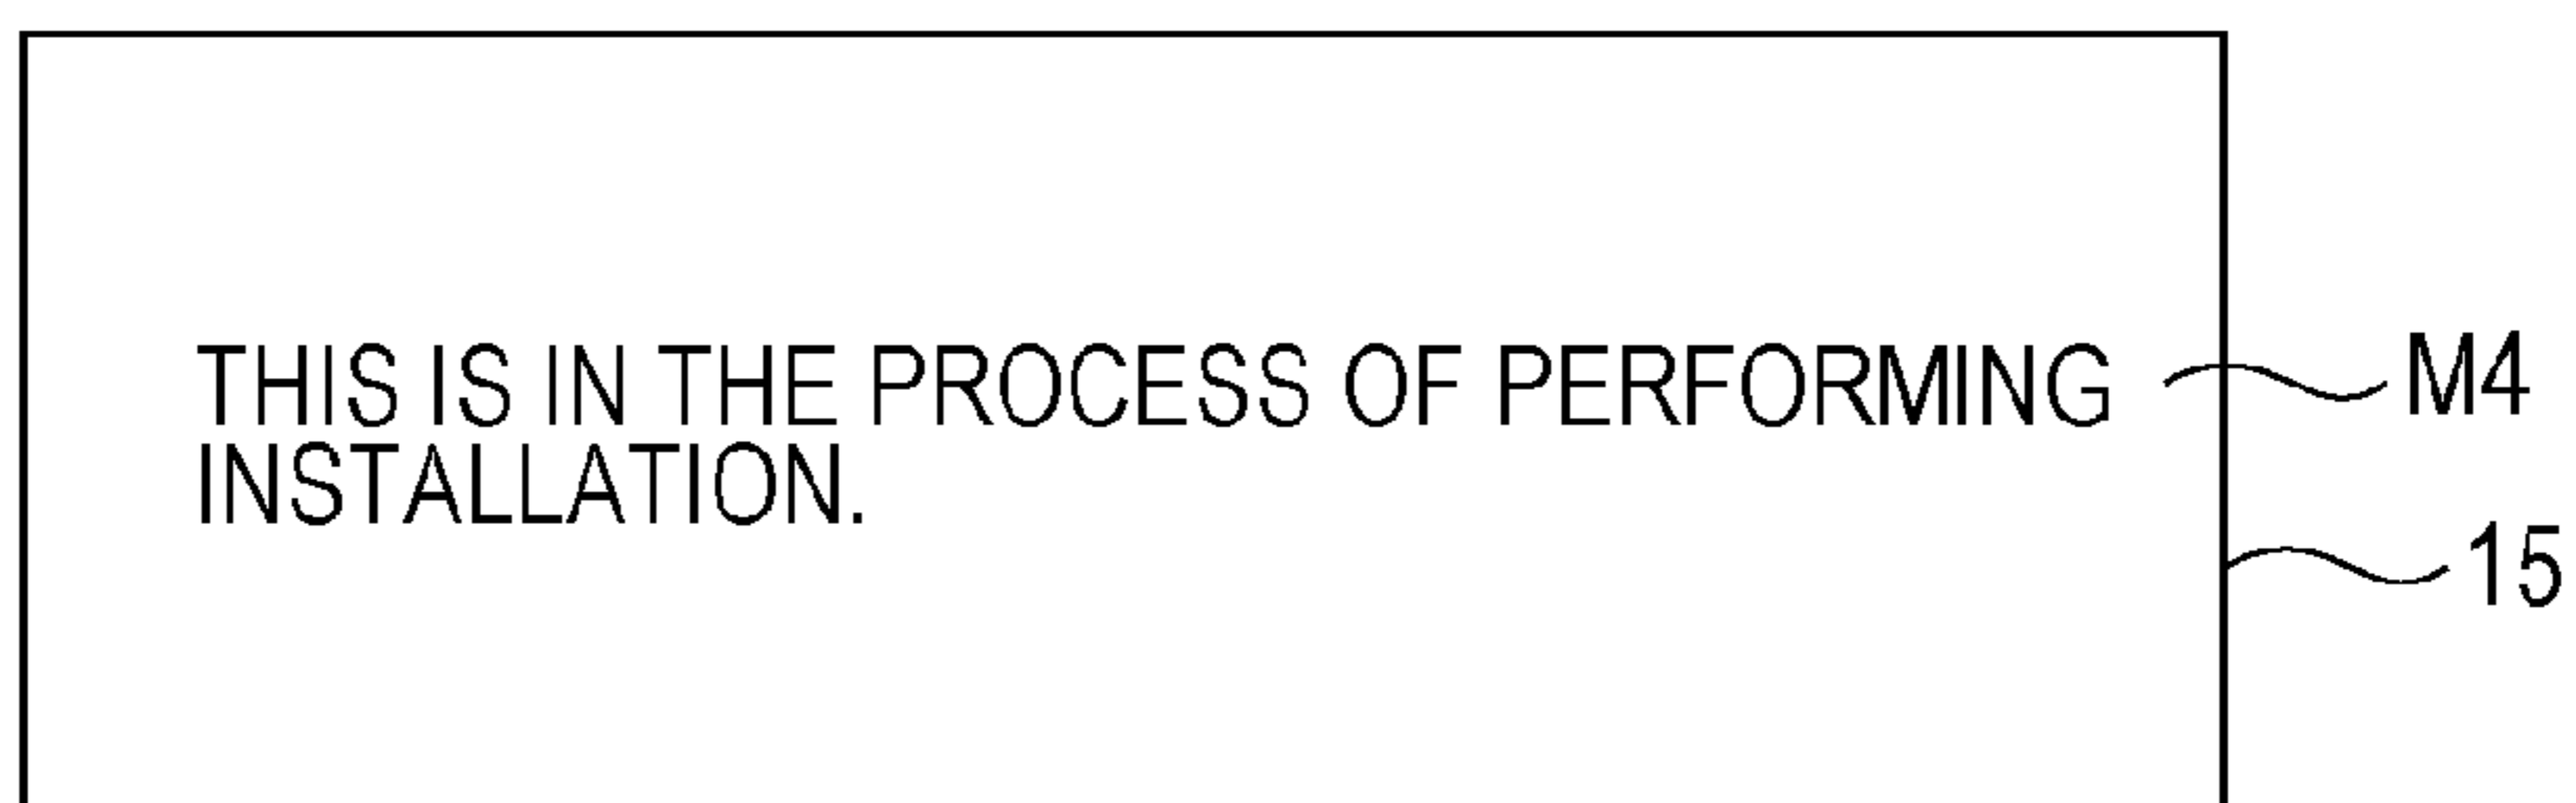 THIS IS IN THE PROCESS OF PERFORMING
INSTALLATION.
M4
15